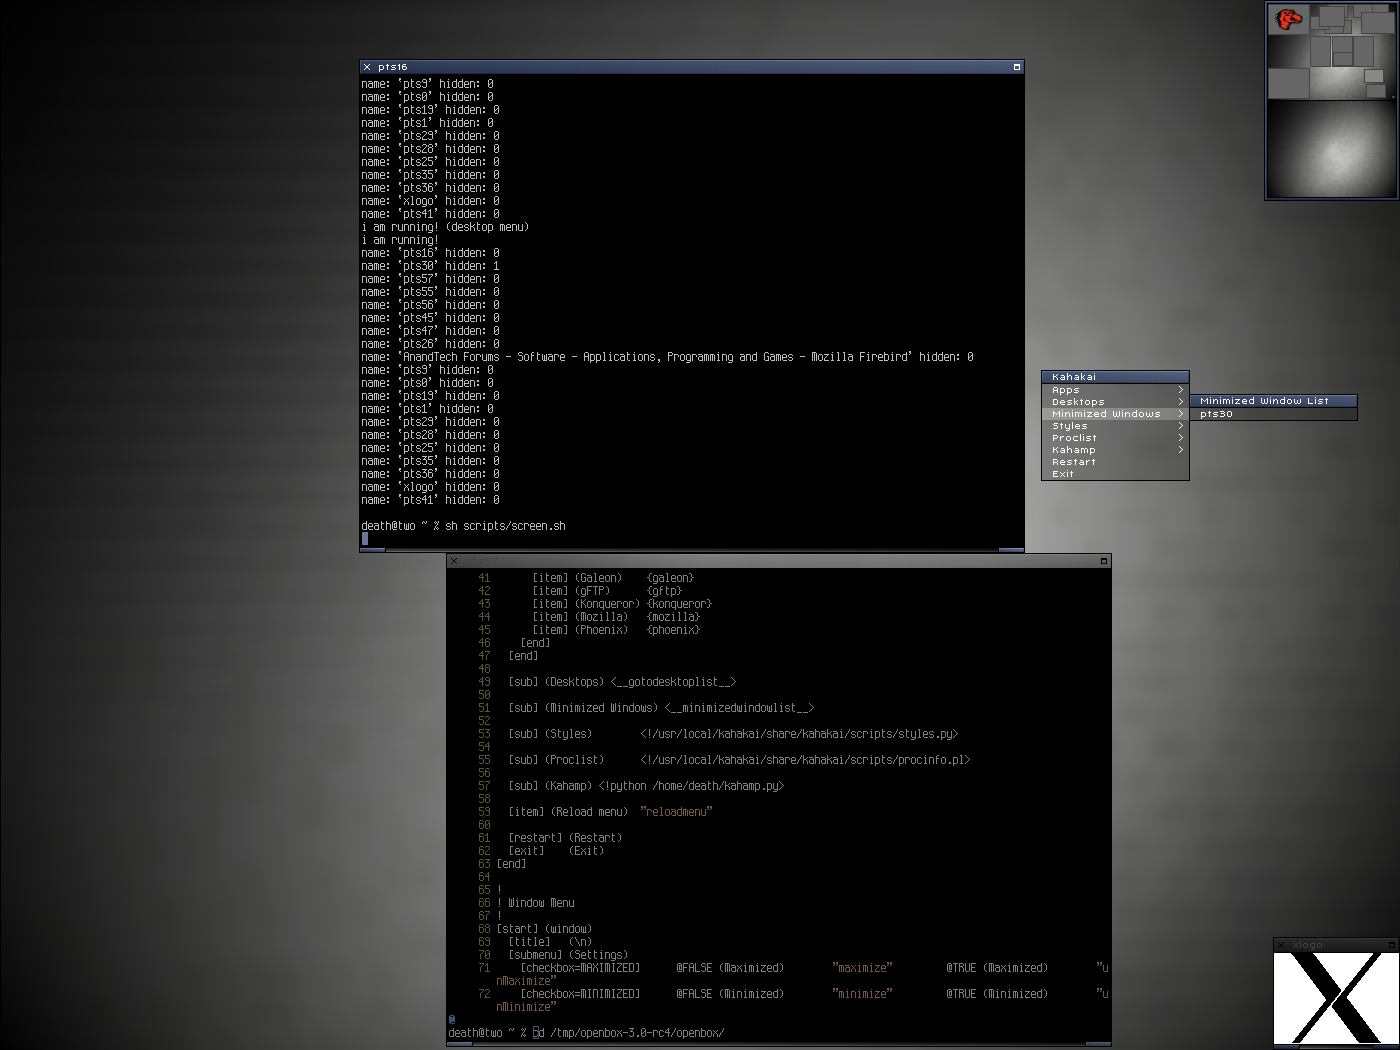 pts16
name: 'pts9' hidden: 0
name: 'pts0' hidden: 0
name: 'pts19' hidden: 0
name: 'pts1' hidden: 0
name: 'pts29' hidden: 0
name: 'pts28' hidden: 0
name: 'pts25' hidden: 0
name: 'pts35' hidden: 0
name: 'pts36' hidden: 0
name: 'xlogo' hidden: 0
name: 'pts41' hidden: 0
i am running! (desktop menu)
i am running!
name: 'pts16' hidden: 0
name: 'pts30' hidden: 1
name: 'pts57' hidden: 0
name: 'pts55' hidden: 0
name: 'pts56' hidden: 0
name: 'pts45' hidden: 0
name: 'pts47' hidden: 0
name: 'pts26' hidden: 0
name: 'AnandTech Forums - Software - Applications, Programming and Games - Mozilla Firebird' hidden: 0
name: 'pts9' hidden: 0
name: 'pts0' hidden: 0
name: 'pts19' hidden: 0
name: 'pts1' hidden: 0
name: 'pts29' hidden: 0
name: 'pts28' hidden: 0
name: 'pts25' hidden: 0
name: 'pts35' hidden: 0
name: 'pts36' hidden: 0
name: 'xlogo' hidden: 0
name: 'pts41' hidden: 0
death@two ~ % sh scripts/screen.sh
Kahakai
Apps >
Desktops >
Minimized Windows >
Styles >
Proclist >
Kahamp >
Restart
Exit
Minimized Window List
pts30
41 [item] (Galeon) {galeon}
42 [item] (gFTP) {gftp}
43 [item] (Konqueror) {konqueror}
44 [item] (Mozilla) {mozilla}
45 [item] (Phoenix) {phoenix}
46 [end]
47 [end]
48
49 [sub] (Desktops) <__gotodesktoplist__>
50
51 [sub] (Minimized Windows) <__minimizedwindowlist__>
52
53 [sub] (Styles) <!/usr/local/kahakai/share/kahakai/scripts/styles.py>
54
55 [sub] (Proclist) <!/usr/local/kahakai/share/kahakai/scripts/procinfo.pl>
56
57 [sub] (Kahamp) <!python /home/death/kahamp.py>
58
59 [item] (Reload menu) "reloadmenu"
60
61 [restart] (Restart)
62 [exit] (Exit)
63 [end]
64
65 !
66 ! Window Menu
67 !
68 [start] (window)
69 [title] (\n)
70 [submenu] (Settings)
71 [checkbox=MAXIMIZED] @FALSE (Maximized) "maximize" @TRUE (Maximized) "u
nMaximize"
72 [checkbox=MINIMIZED] @FALSE (Minimized) "minimize" @TRUE (Minimized) "u
nMinimize"
@
death@two ~ % cd /tmp/openbox-3.0-rc4/openbox/
xlogo